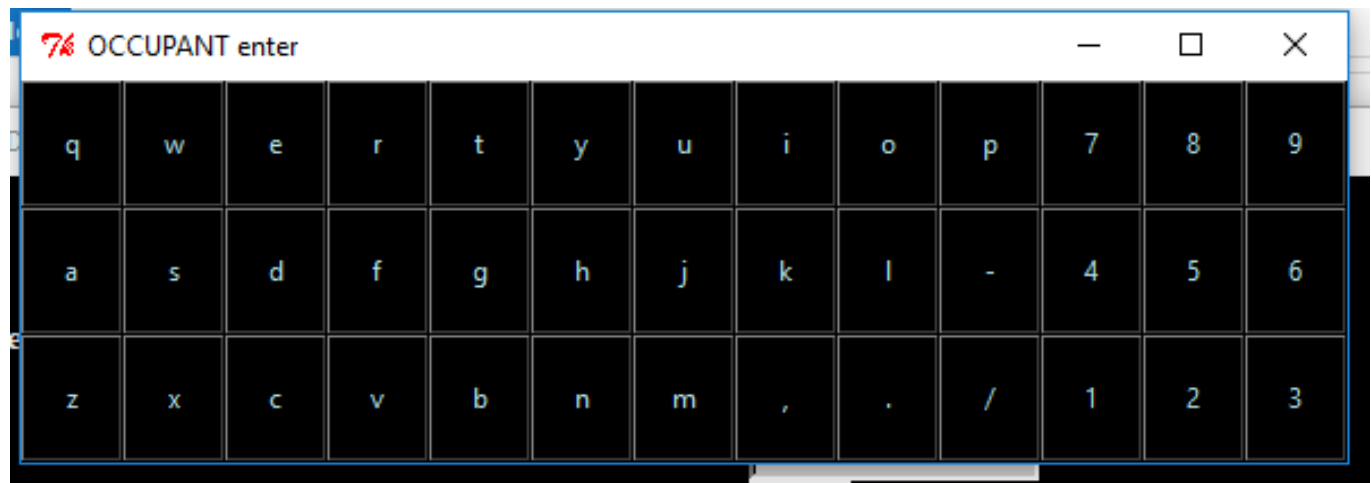 OCCUPANT enter
q w e r t y u i o p 7 8 9
a s d f g h j k l - 4 5 6
z x c v b n m , . / 1 2 3